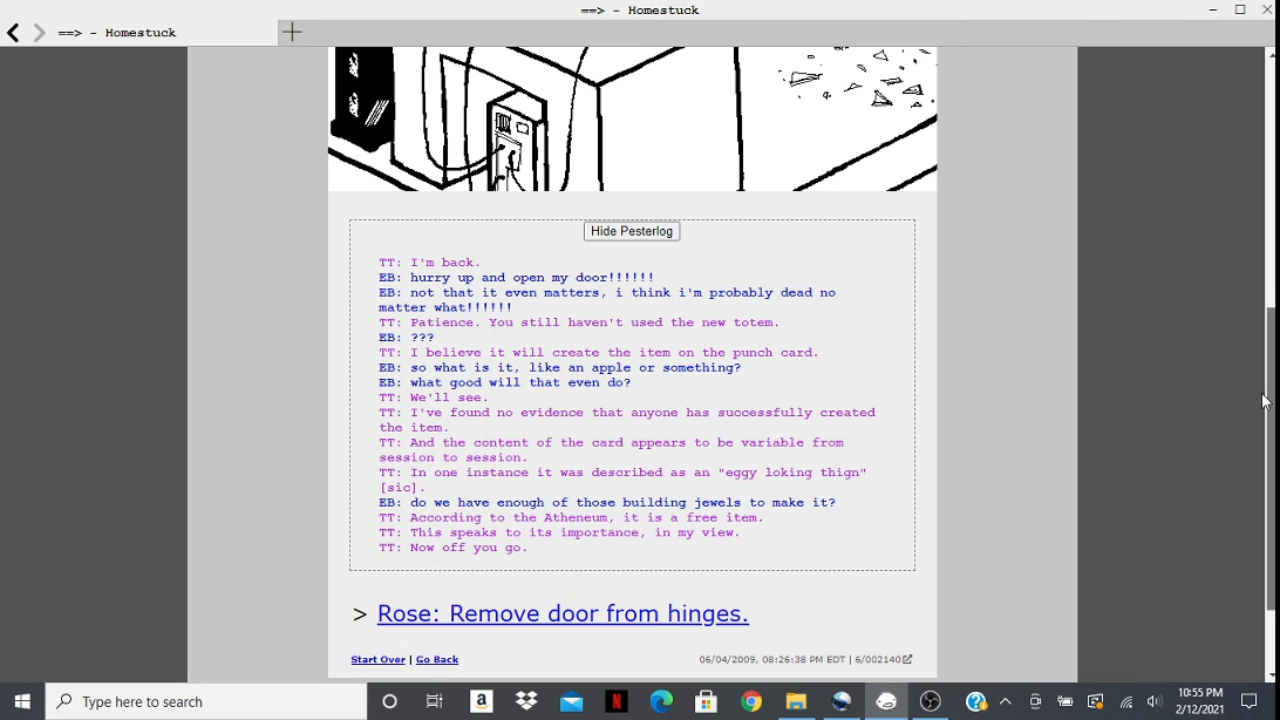 ==> - Homestuck
==> - Homestuck
Hide Pesterlog
TT: I'm back.
EB: hurry up and open my door!!!!!!
EB: not that it even matters, i think i'm probably dead no
matter what!!!!!!
TT: Patience. You still haven't used the new totem.
EB: ???
TT: I believe it will create the item on the punch card.
EB: so what is it, like an apple or something?
EB: what good will that even do?
TT: We'll see.
TT: I've found no evidence that anyone has successfully created
the item.
TT: And the content of the card appears to be variable from
session to session.
TT: In one instance it was described as an "eggy loking thign"
[sic].
EB: do we have enough of those building jewels to make it?
TT: According to the Atheneum, it is a free item.
TT: This speaks to its importance, in my view.
TT: Now off you go.
> Rose: Remove door from hinges.
Start Over | Go Back
06/04/2009, 08:26:38 PM EDT | 6/002140
Type here to search
10:55 PM
2/12/2021